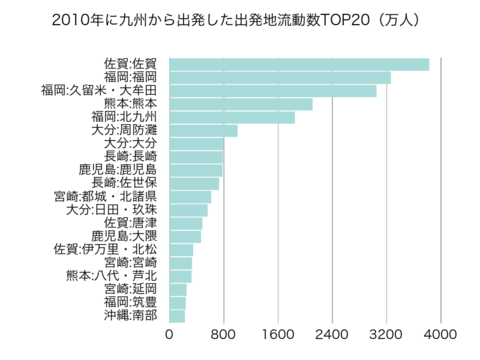 2010年に九州から出発した出発地流動数TOP20（万人）
佐賀:佐賀
福岡:福岡
福岡:久留米・大牟田
熊本:熊本
福岡:北九州
大分:周防灘
大分:大分
長崎:長崎
鹿児島:鹿児島
長崎:佐世保
宮崎:都城・北諸県
大分:日田・玖珠
佐賀:唐津
鹿児島:大隈
佐賀:伊万里・北松
宮崎:宮崎
熊本:八代・芦北
宮崎:延岡
福岡:筑豊
沖縄:南部
0 800 1600 2400 3200 4000